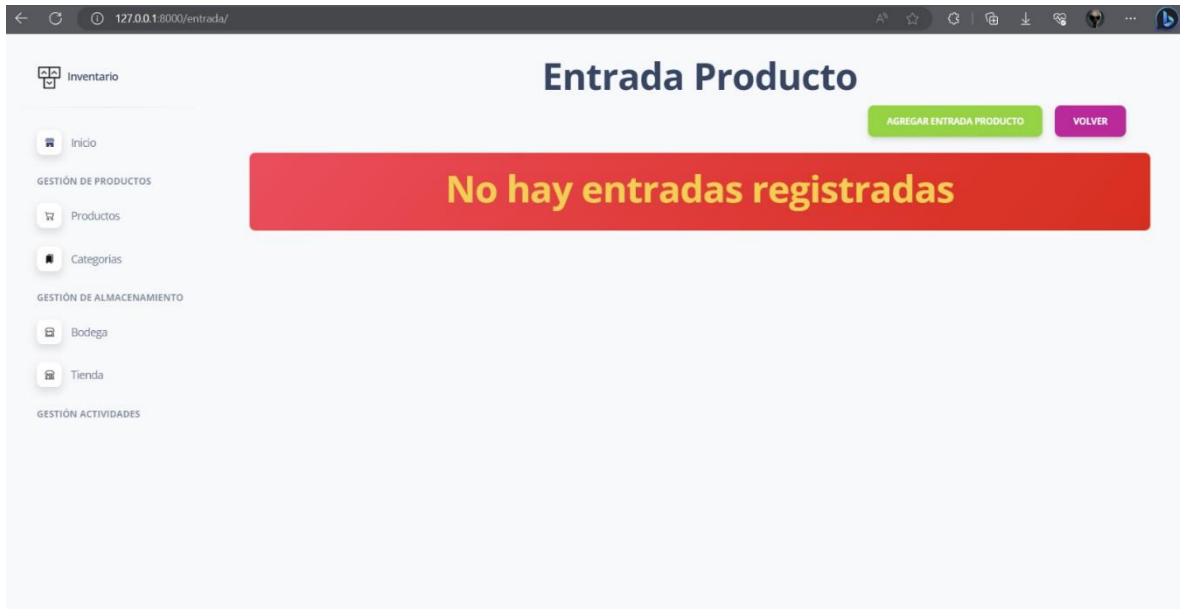 127.0.0.1:8000/entrada/
Inventario
Entrada Producto
AGREGAR ENTRADA PRODUCTO
VOLVER
Inicio
GESTIÓN DE PRODUCTOS
No hay entradas registradas
Productos
Categorias
GESTIÓN DE ALMACENAMIENTO
Bodega
Tienda
GESTIÓN ACTIVIDADES